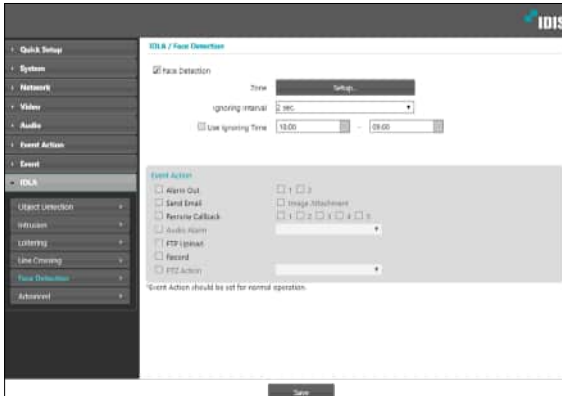 IDIS
Quick Setup
System
Network
Video
Audio
Event Action
Event
IDLA
Object Detection
Intrusion
Loitering
Line Crossing
Face Detection
Advanced
IDLA / Face Detection
Face Detection
Zone Setup...
Ignoring Interval 2 sec.
Use Ignoring Time 18:00 - 09:00
Event Action
Alarm Out 1 2
Send Email Image Attachment
Remote Callback 1 2 3 4 5
Audio Alarm
FTP Upload
Record
PTZ Action
*Event Action should be set for normal operation.
Save